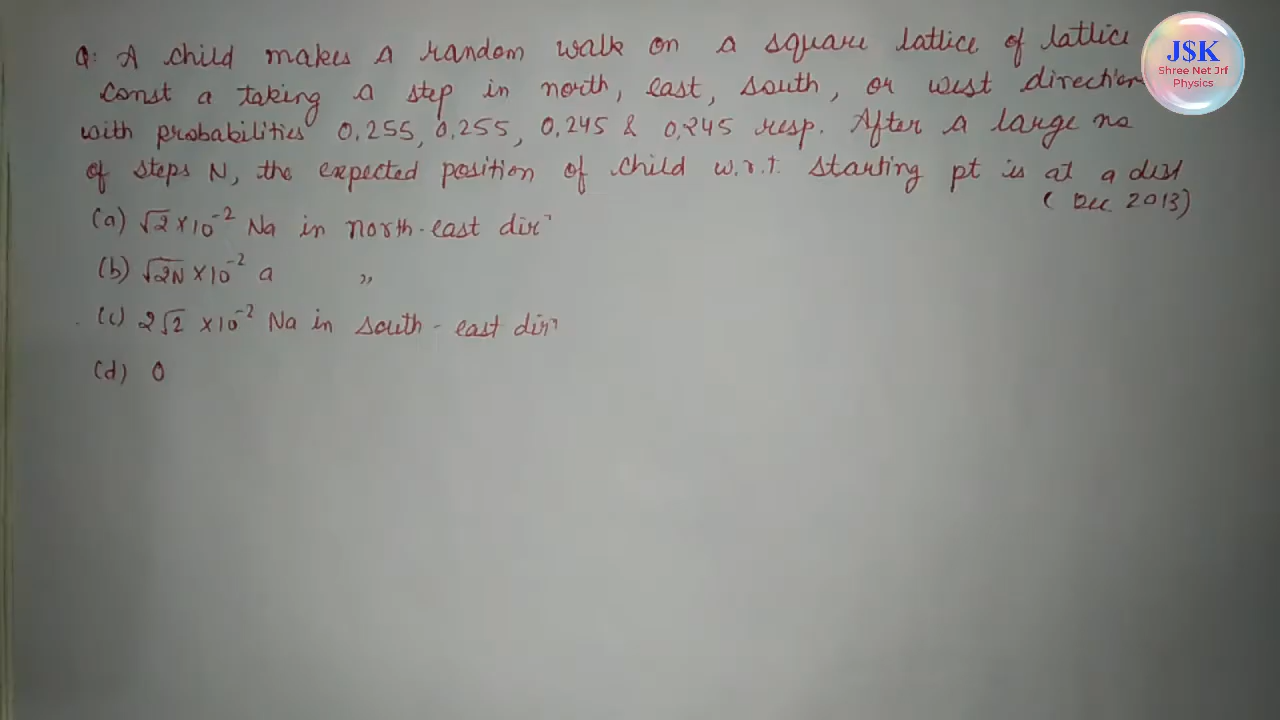 Q: A child makes a random walk on a square lattice of lattice
const a taking a step in north, east, south, or west direction
with probabilities 0.255, 0.255, 0.245 & 0.245 resp. After a large no
of steps N, the expected position of child w.r.t. starting pt is at a dist
(Dec 2013)
(a) √2 × 10⁻² Na in north-east dirⁿ
(b) √2N × 10⁻² a ,,
(c) 2√2 × 10⁻² Na in south-east dirⁿ
(d) 0
J$K
Shree Net Jrf
Physics